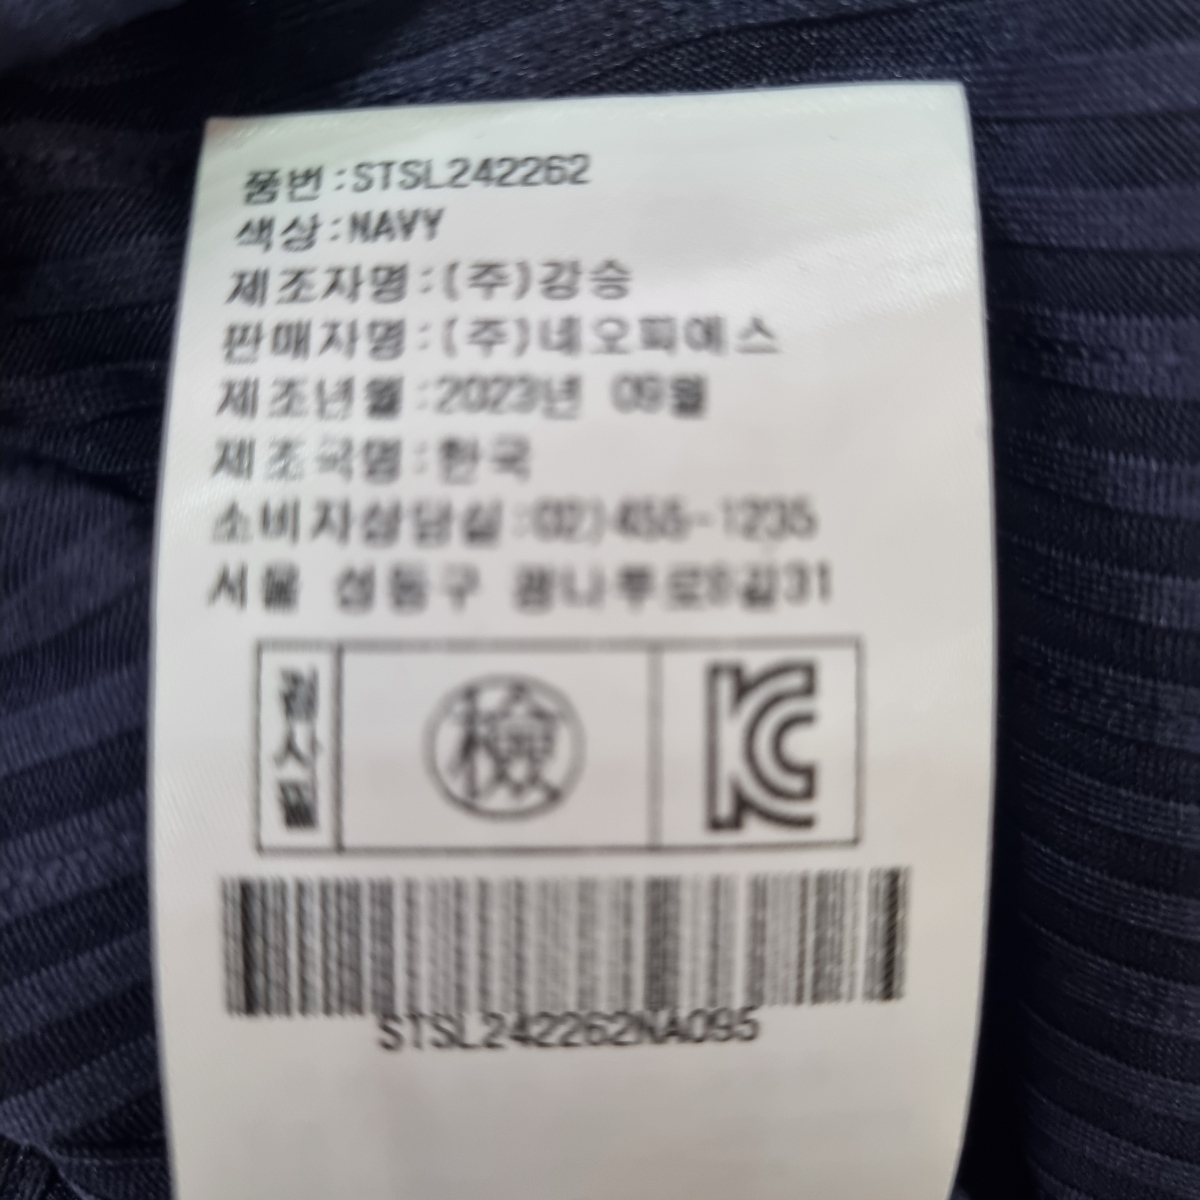 품번:STSL242262
색상:NAVY
제조자명:(주)강승
판매자명:(주)네오피에스
제조년월:2023년 09월
제조국명:한국
소비자상담실:02)455-1235
서울 성동구 광나루로8길31
검사필
檢
KC
STSL242262NA095